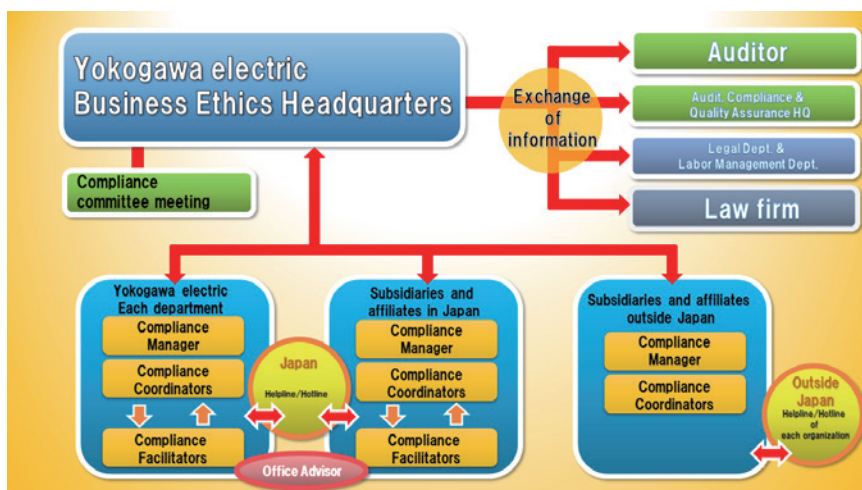 Yokogawa electric
Business Ethics Headquarters
Compliance
committee meeting
Exchange
of
information
Auditor
Audit. Compliance &
Quality Assurance HQ
Legal Dept. &
Labor Management Dept.
Law firm
Yokogawa electric
Each department
Compliance
Manager
Compliance
Coordinators
Compliance
Facilitators
Japan
Helpline/Hotline
Office Advisor
Subsidiaries and
affiliates in Japan
Compliance
Manager
Compliance
Coordinators
Compliance
Facilitators
Subsidiaries and affiliates
outside Japan
Compliance
Manager
Compliance
Coordinators
Outside
Japan
Helpline/Hotline
of
each organization